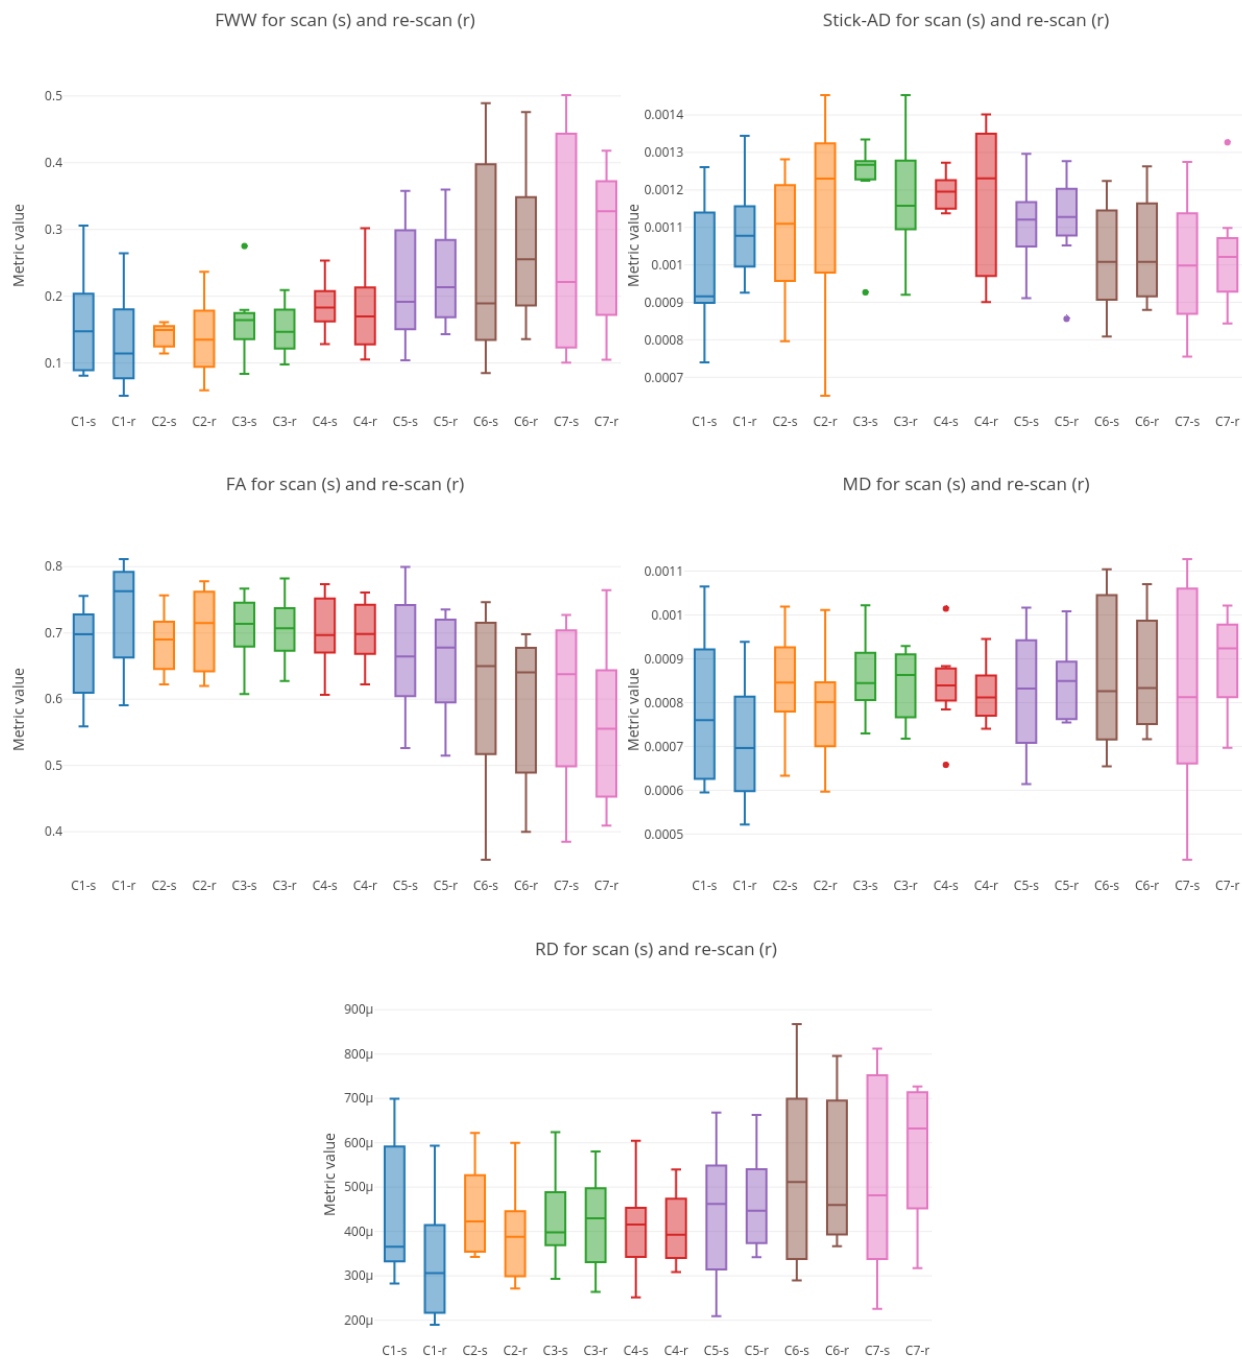 FWW for scan (s) and re-scan (r)
0.5
0.4
0.3
0.2
0.1
Metric value
C1-s C1-r C2-s C2-r C3-s C3-r C4-s C4-r C5-s C5-r C6-s C6-r C7-s C7-r
Stick-AD for scan (s) and re-scan (r)
0.0014
0.0013
0.0012
0.0011
0.001
0.0009
0.0008
0.0007
Metric value
C1-s C1-r C2-s C2-r C3-s C3-r C4-s C4-r C5-s C5-r C6-s C6-r C7-s C7-r
FA for scan (s) and re-scan (r)
0.8
0.7
0.6
0.5
0.4
Metric value
C1-s C1-r C2-s C2-r C3-s C3-r C4-s C4-r C5-s C5-r C6-s C6-r C7-s C7-r
MD for scan (s) and re-scan (r)
0.0011
0.001
0.0009
0.0008
0.0007
0.0006
0.0005
Metric value
C1-s C1-r C2-s C2-r C3-s C3-r C4-s C4-r C5-s C5-r C6-s C6-r C7-s C7-r
RD for scan (s) and re-scan (r)
900μ
800μ
700μ
600μ
500μ
400μ
300μ
200μ
Metric value
C1-s C1-r C2-s C2-r C3-s C3-r C4-s C4-r C5-s C5-r C6-s C6-r C7-s C7-r